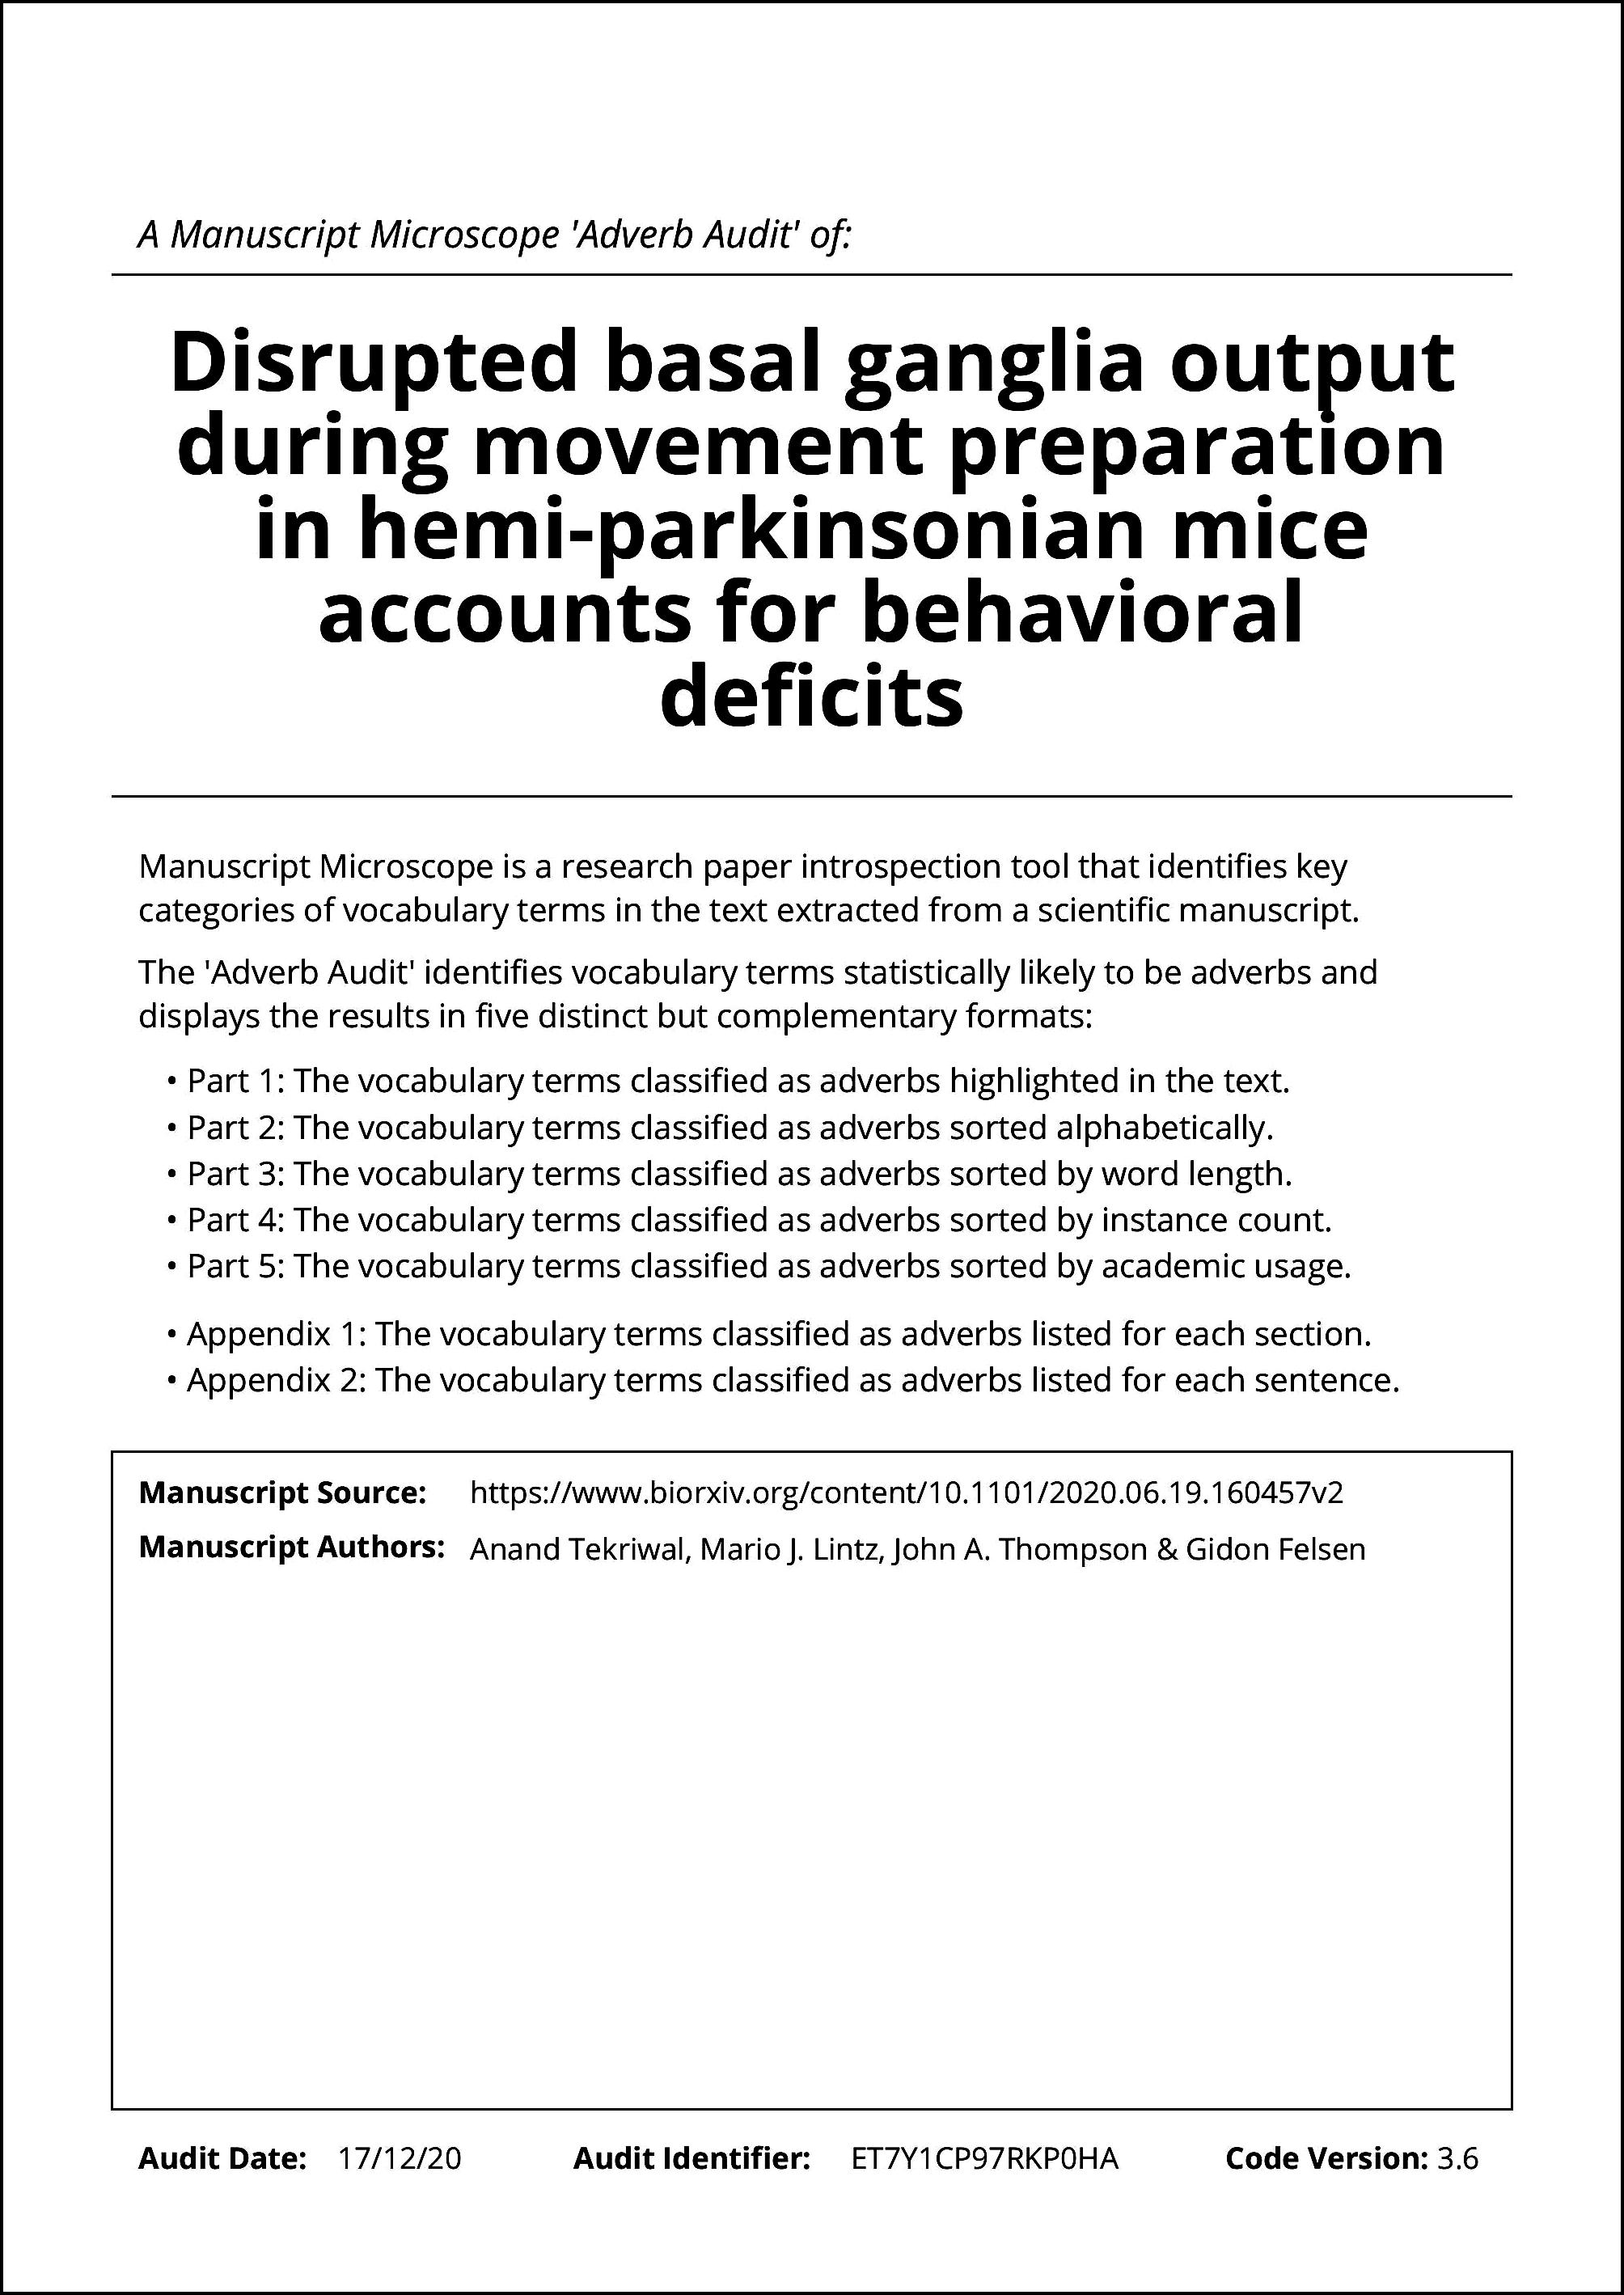 A Manuscript Microscope 'Adverb Audit' of:
Disrupted basal ganglia output
during movement preparation
in hemi-parkinsonian mice
accounts for behavioral
deficits
Manuscript Microscope is a research paper introspection tool that identifies key
categories of vocabulary terms in the text extracted from a scientific manuscript.
The 'Adverb Audit' identifies vocabulary terms statistically likely to be adverbs and
displays the results in five distinct but complementary formats:
• Part 1: The vocabulary terms classified as adverbs highlighted in the text.
• Part 2: The vocabulary terms classified as adverbs sorted alphabetically.
• Part 3: The vocabulary terms classified as adverbs sorted by word length.
• Part 4: The vocabulary terms classified as adverbs sorted by instance count.
• Part 5: The vocabulary terms classified as adverbs sorted by academic usage.
• Appendix 1: The vocabulary terms classified as adverbs listed for each section.
• Appendix 2: The vocabulary terms classified as adverbs listed for each sentence.
Manuscript Source: https://www.biorxiv.org/content/10.1101/2020.06.19.160457v2
Manuscript Authors: Anand Tekriwal, Mario J. Lintz, John A. Thompson & Gidon Felsen
Audit Date: 17/12/20 Audit Identifier: ET7Y1CP97RKP0HA Code Version: 3.6